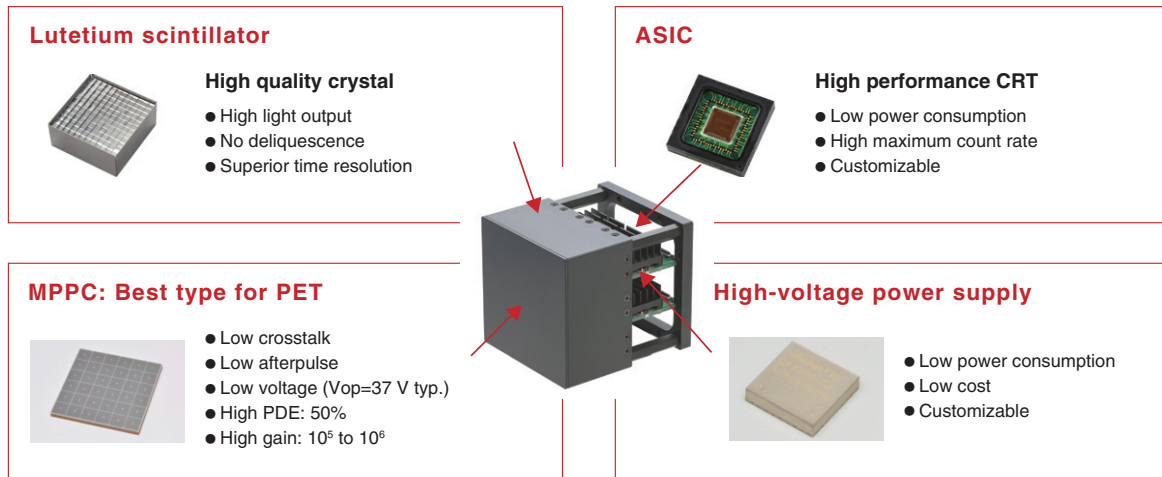 Lutetium scintillator
High quality crystal
● High light output
● No deliquescence
● Superior time resolution
ASIC
High performance CRT
● Low power consumption
● High maximum count rate
● Customizable
MPPC: Best type for PET
● Low crosstalk
● Low afterpulse
● Low voltage (Vop=37 V typ.)
● High PDE: 50%
● High gain: 10⁵ to 10⁶
High-voltage power supply
● Low power consumption
● Low cost
● Customizable